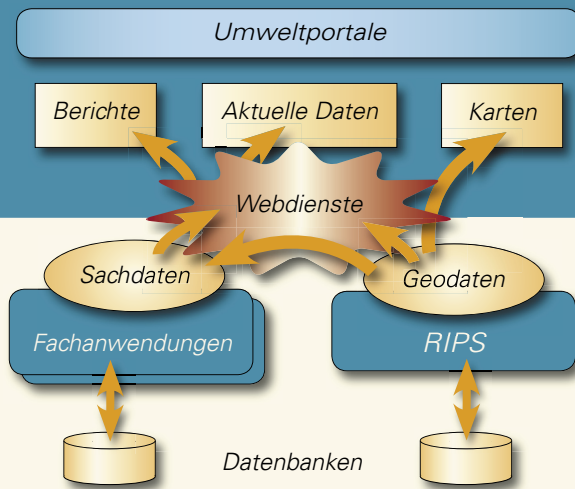 Umweltportale
Berichte
Aktuelle Daten
Karten
Webdienste
Sachdaten
Geodaten
Fachanwendungen
RIPS
Datenbanken